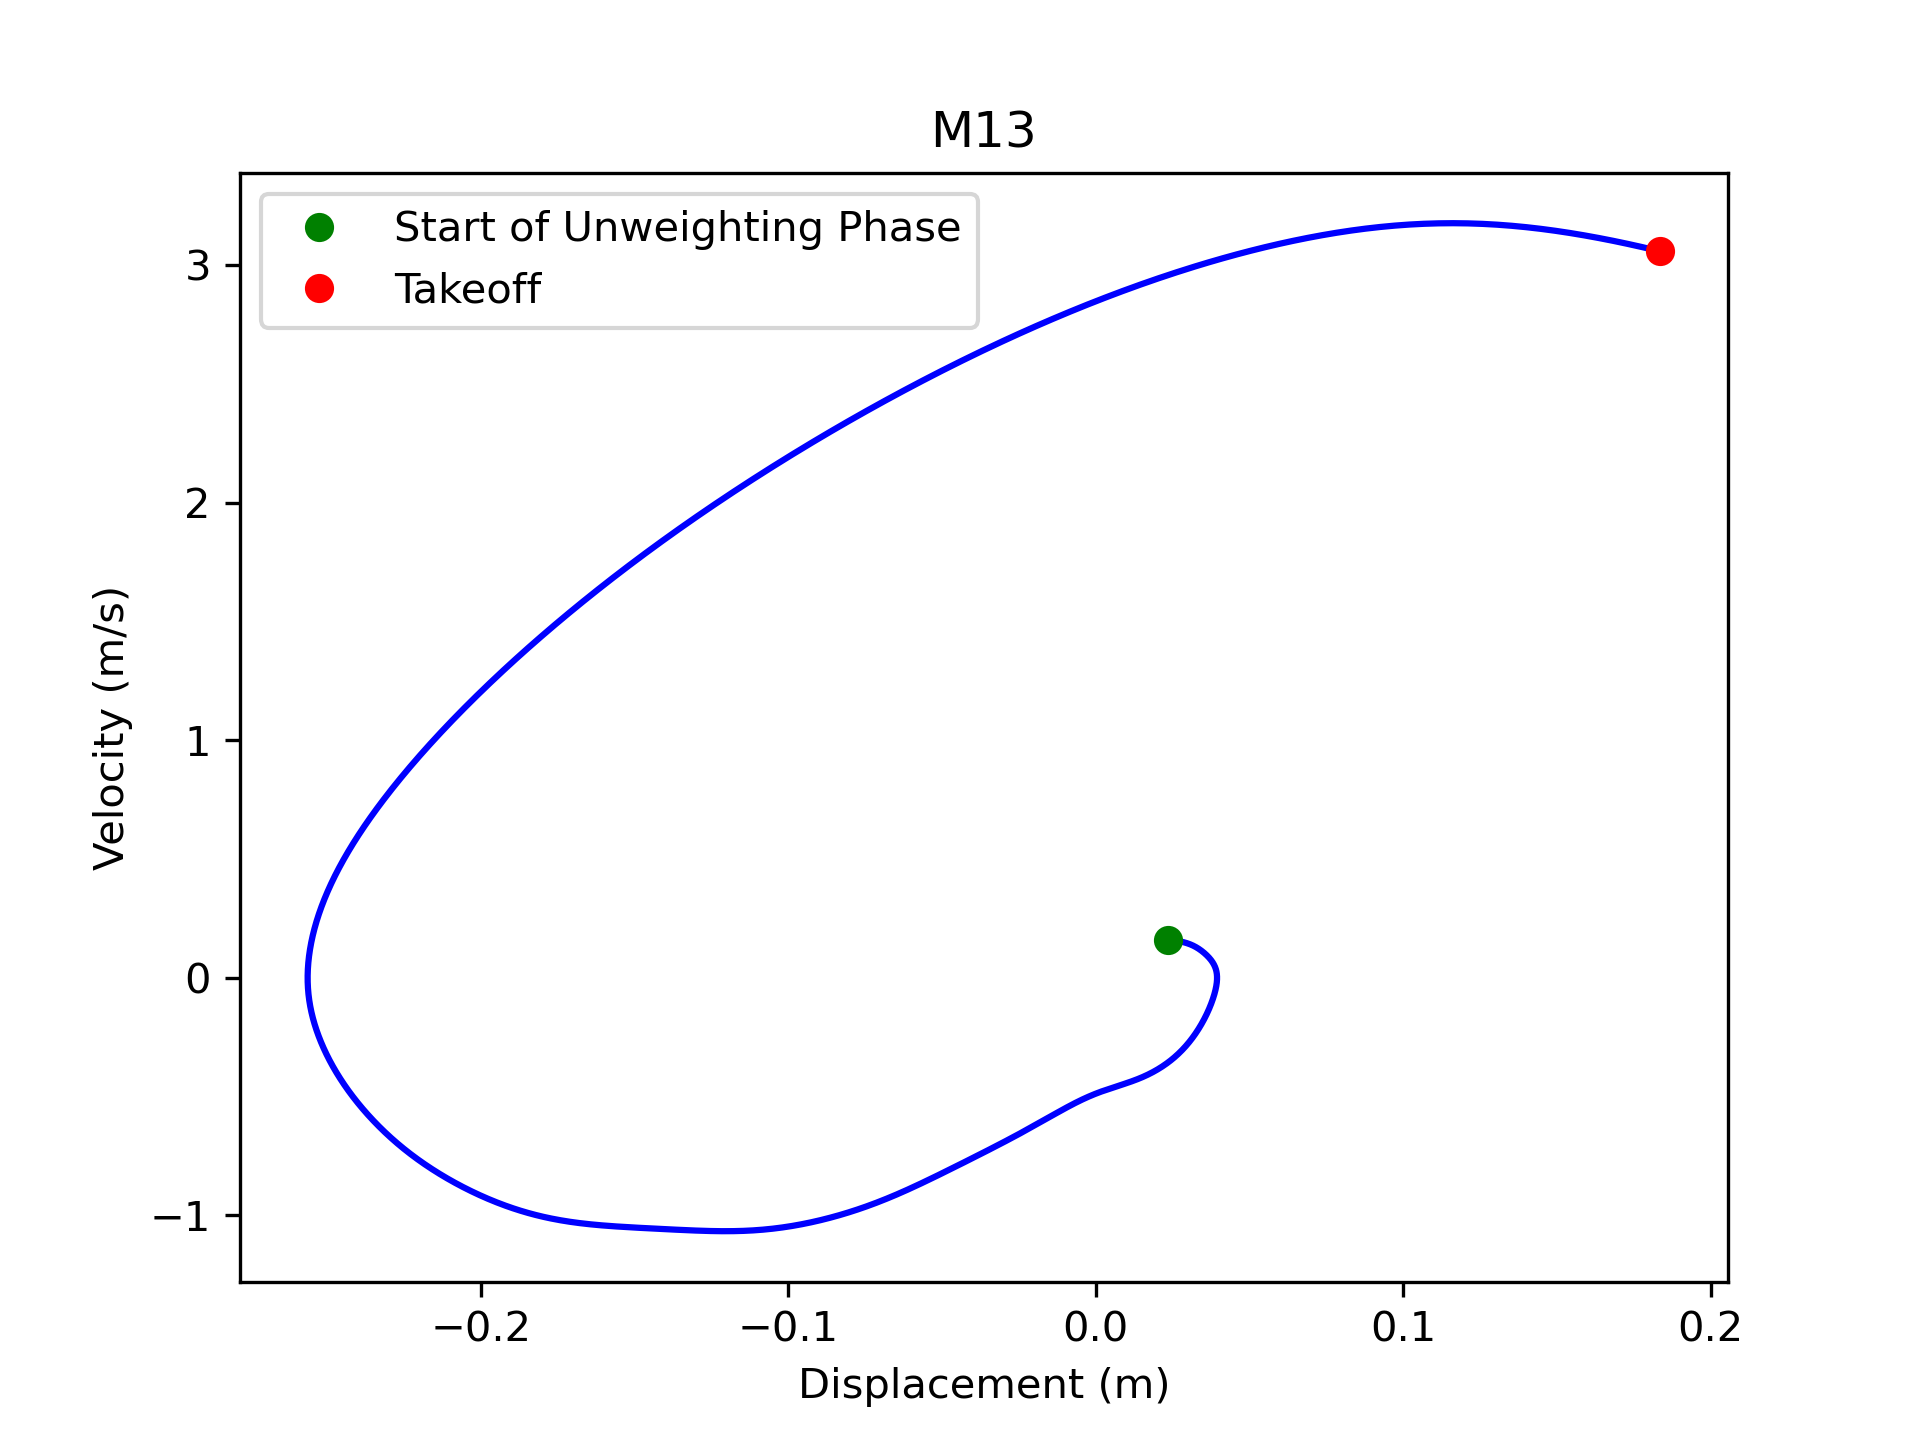 M13
Start of Unweighting Phase
Takeoff
3
2
1
0
−1
Velocity (m/s)
−0.2
−0.1
0.0
0.1
0.2
Displacement (m)